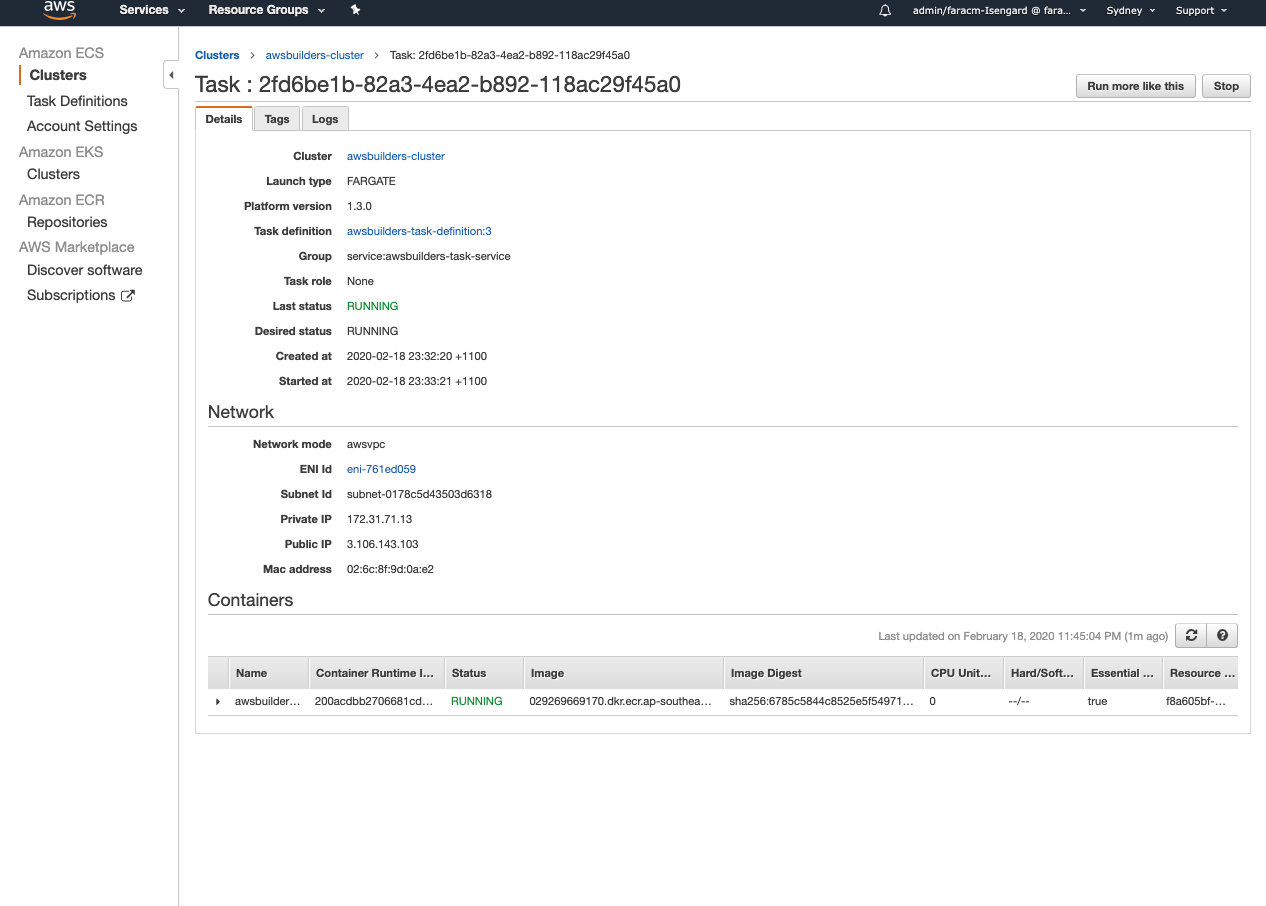 aws Services Resource Groups admin/faracm-Isengard @ fara... Sydney Support
Amazon ECS
Clusters
Task Definitions
Account Settings
Amazon EKS
Clusters
Amazon ECR
Repositories
AWS Marketplace
Discover software
Subscriptions
Clusters > awsbuilders-cluster > Task: 2fd6be1b-82a3-4ea2-b892-118ac29f45a0
Task : 2fd6be1b-82a3-4ea2-b892-118ac29f45a0
Run more like this Stop
Details Tags Logs
Cluster awsbuilders-cluster
Launch type FARGATE
Platform version 1.3.0
Task definition awsbuilders-task-definition:3
Group service:awsbuilders-task-service
Task role None
Last status RUNNING
Desired status RUNNING
Created at 2020-02-18 23:32:20 +1100
Started at 2020-02-18 23:33:21 +1100
Network
Network mode awsvpc
ENI Id eni-761ed059
Subnet Id subnet-0178c5d43503d6318
Private IP 172.31.71.13
Public IP 3.106.143.103
Mac address 02:6c:8f:9d:0a:e2
Containers
Last updated on February 18, 2020 11:45:04 PM (1m ago)
Name Container Runtime I... Status Image Image Digest CPU Unit... Hard/Soft... Essential ... Resource ...
awsbuilder... 200acdbb2706681cd... RUNNING 029269669170.dkr.ecr.ap-southea... sha256:6785c5844c8525e5f54971... 0 --/-- true f8a605bf-...